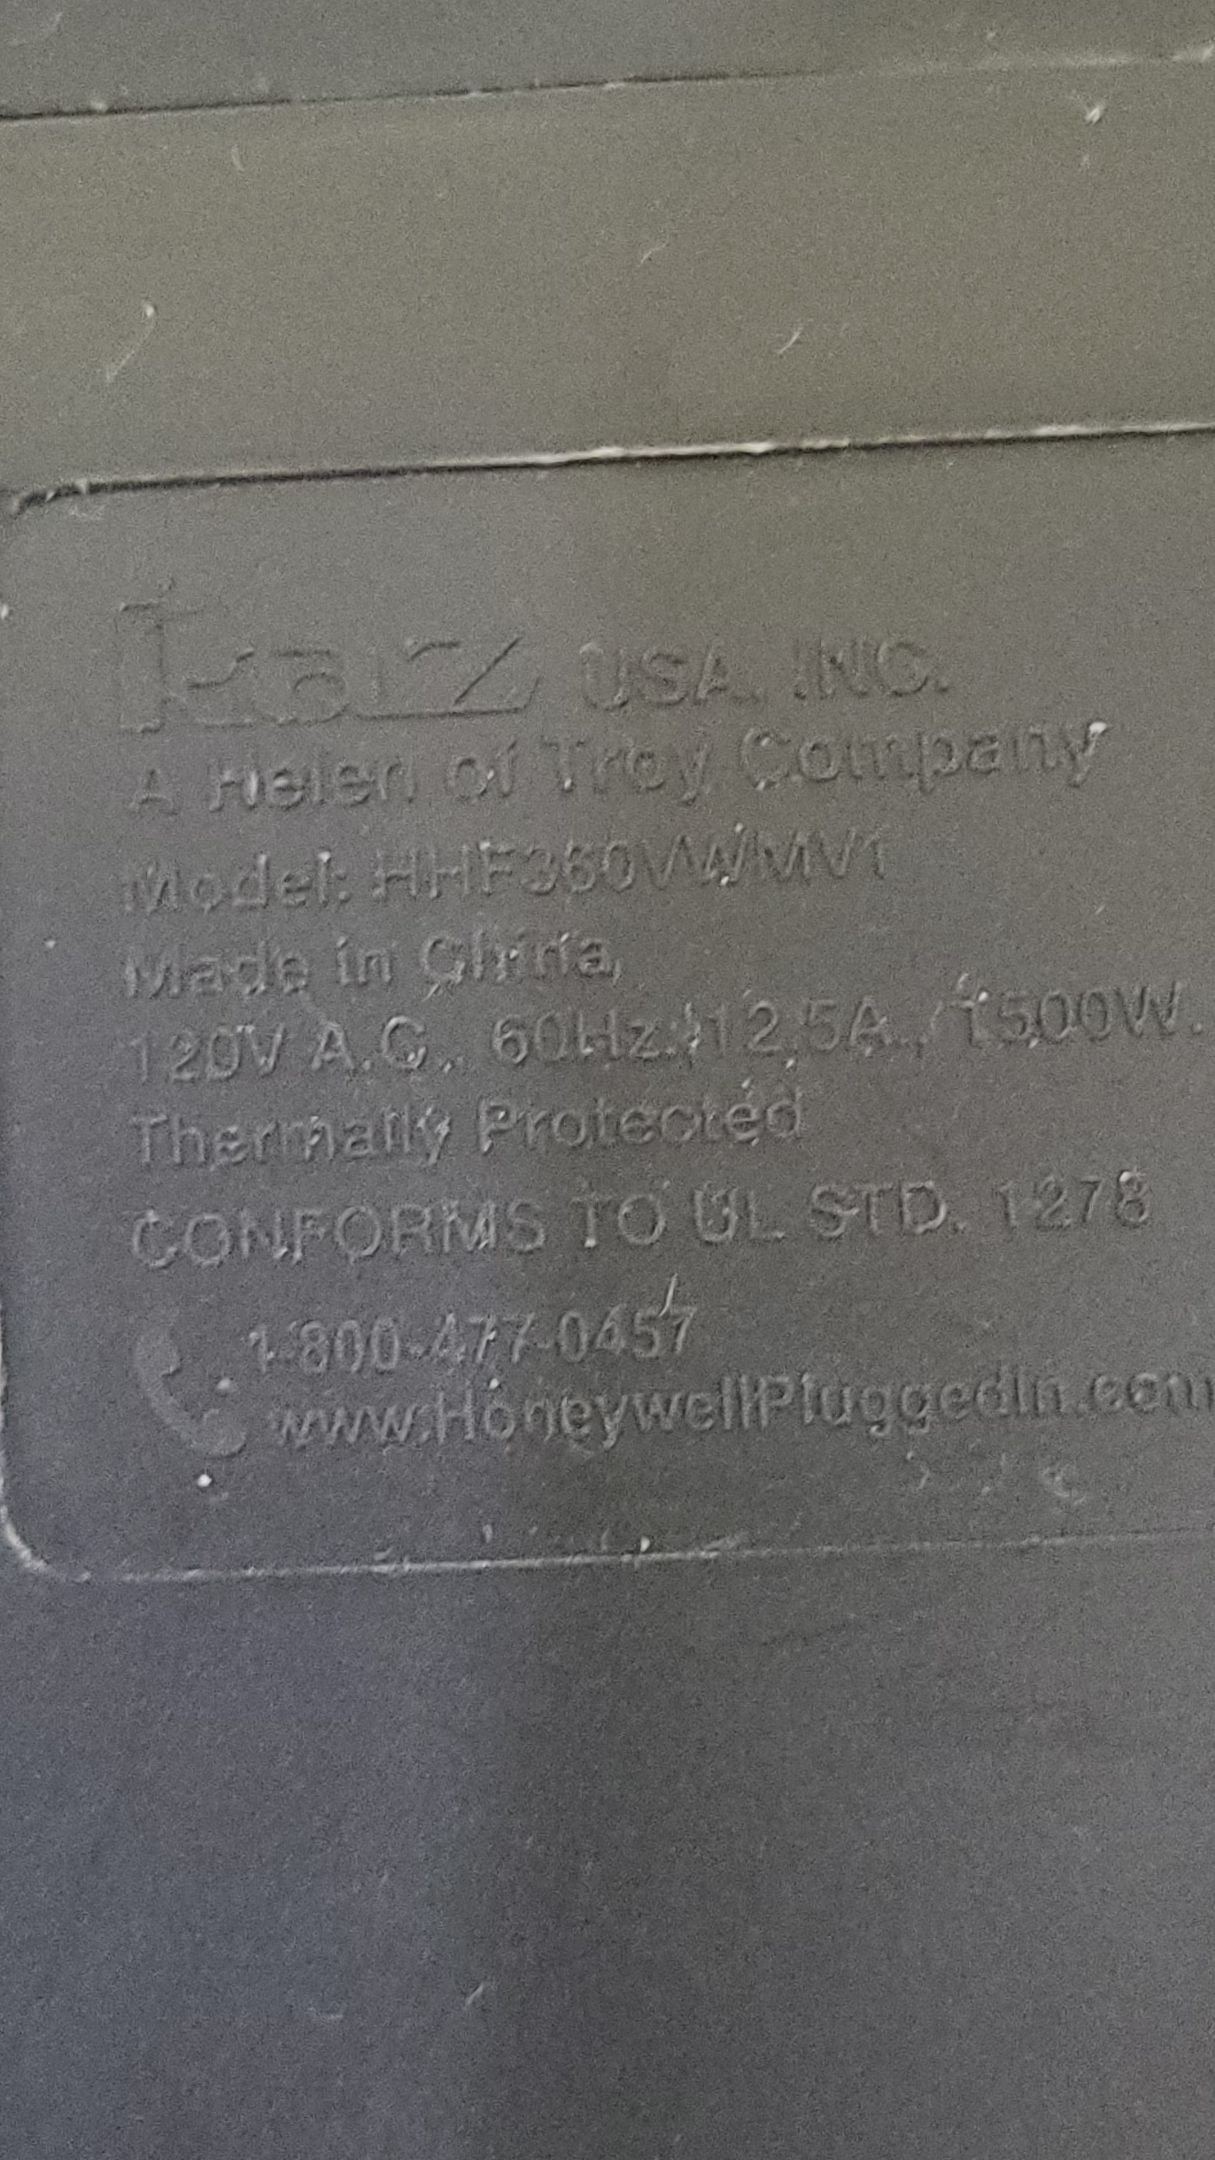 kaz USA, INC.
A Helen of Troy Company
Model: HHF360VWMV1
Made in China,
120V A.C., 60Hz., 12.5A., 1500W.
Thermally Protected
CONFORMS TO UL STD. 1278
1-800-477-0457
www.HoneywellPluggedIn.com